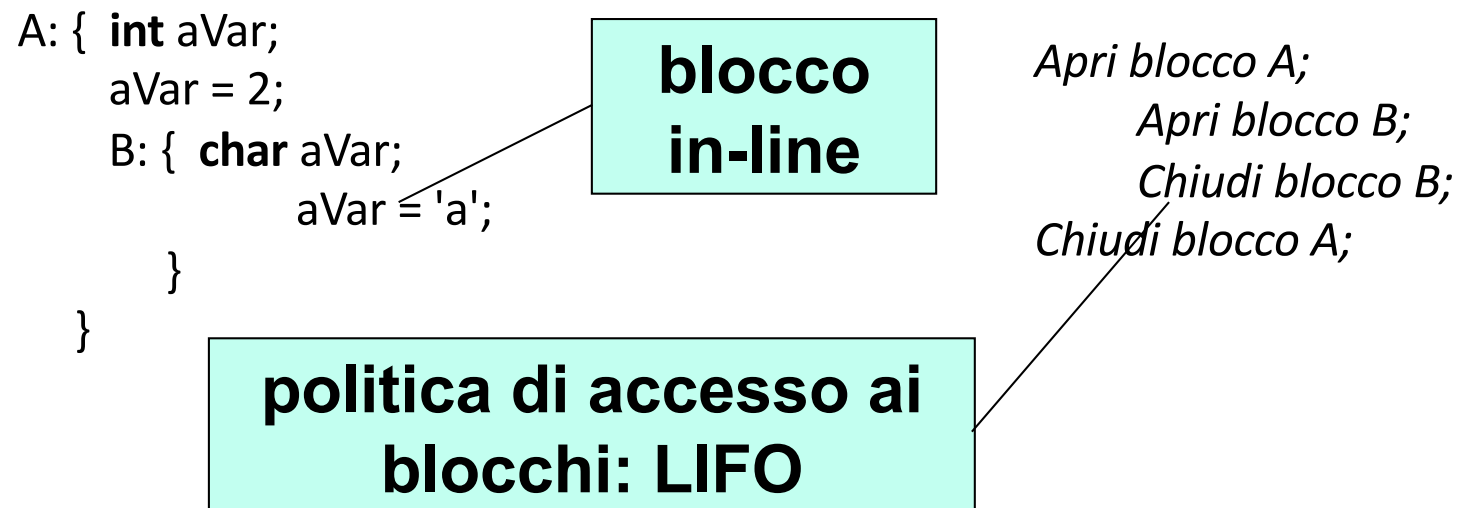 A: { int aVar;
aVar = 2;
B: { char aVar;
aVar = 'a';
}
}
blocco
in-line
Apri blocco A;
Apri blocco B;
Chiudi blocco B;
Chiudi blocco A;
politica di accesso ai
blocchi: LIFO